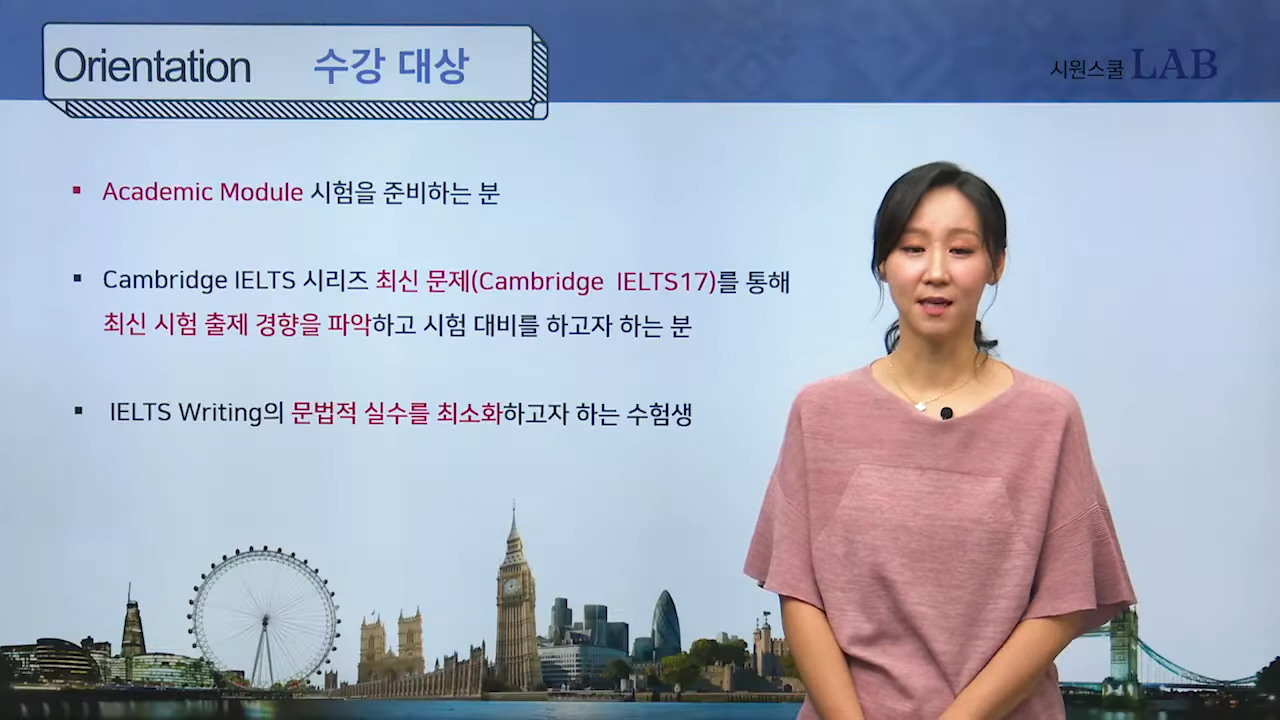 Orientation 수강 대상
시원스쿨 LAB
Academic Module 시험을 준비하는 분
Cambridge IELTS 시리즈 최신 문제(Cambridge IELTS17)를 통해
최신 시험 출제 경향을 파악하고 시험 대비를 하고자 하는 분
IELTS Writing의 문법적 실수를 최소화하고자 하는 수험생